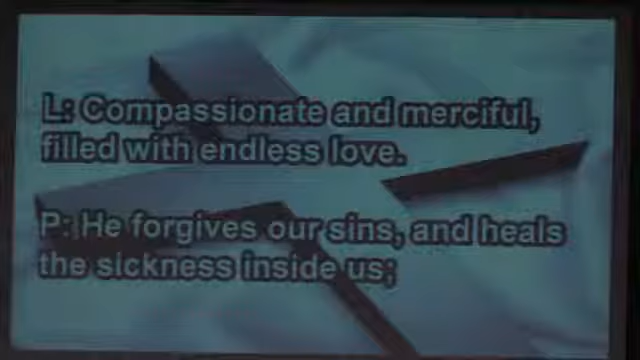 L: Compassionate and merciful,
filled with endless love.
P: He forgives our sins, and heals
the sickness inside us;